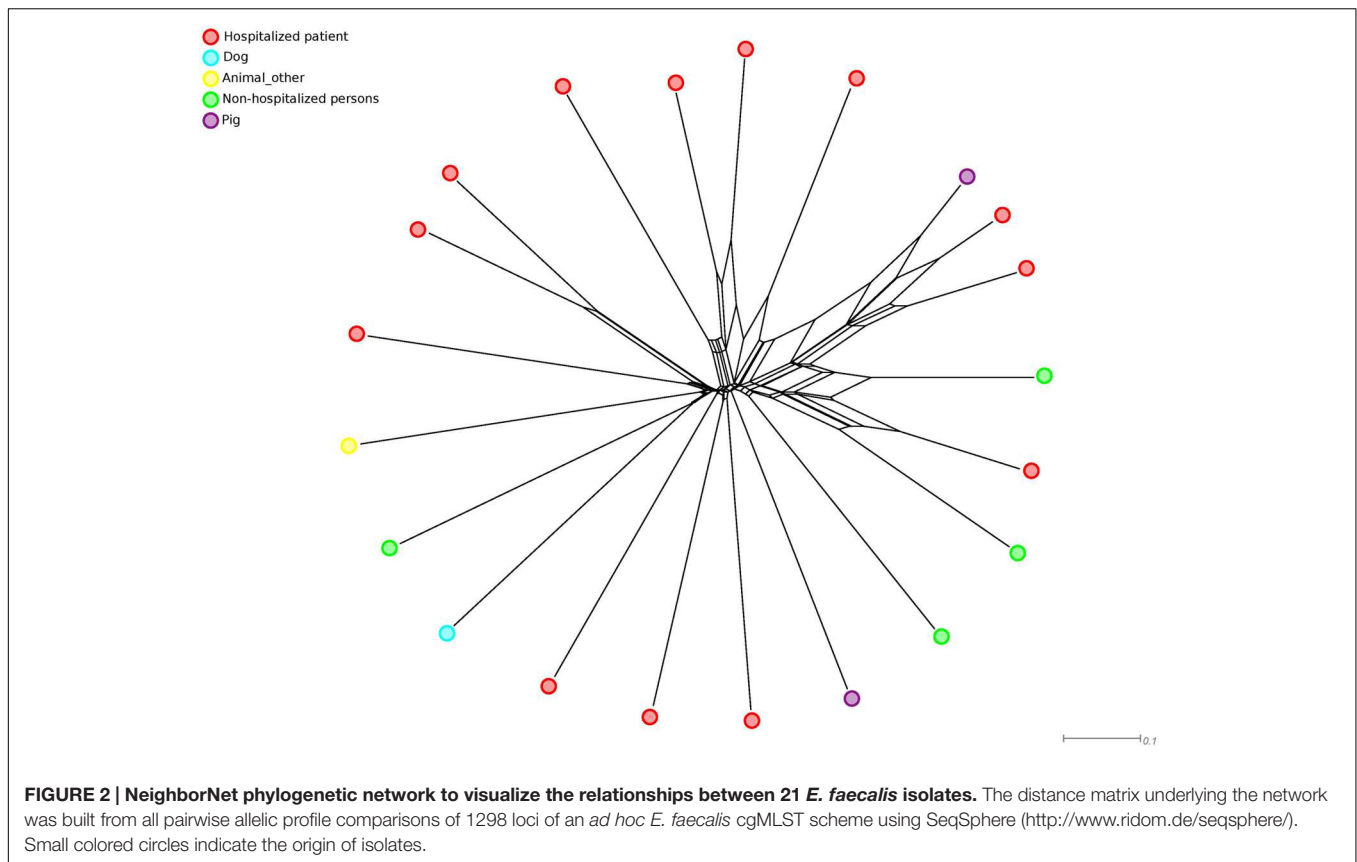 Hospitalized patient
Dog
Animal_other
Non-hospitalized persons
Pig
0.1
FIGURE 2 | NeighborNet phylogenetic network to visualize the relationships between 21 E. faecalis isolates. The distance matrix underlying the network
was built from all pairwise allelic profile comparisons of 1298 loci of an ad hoc E. faecalis cgMLST scheme using SeqSphere (http://www.ridom.de/seqsphere/).
Small colored circles indicate the origin of isolates.